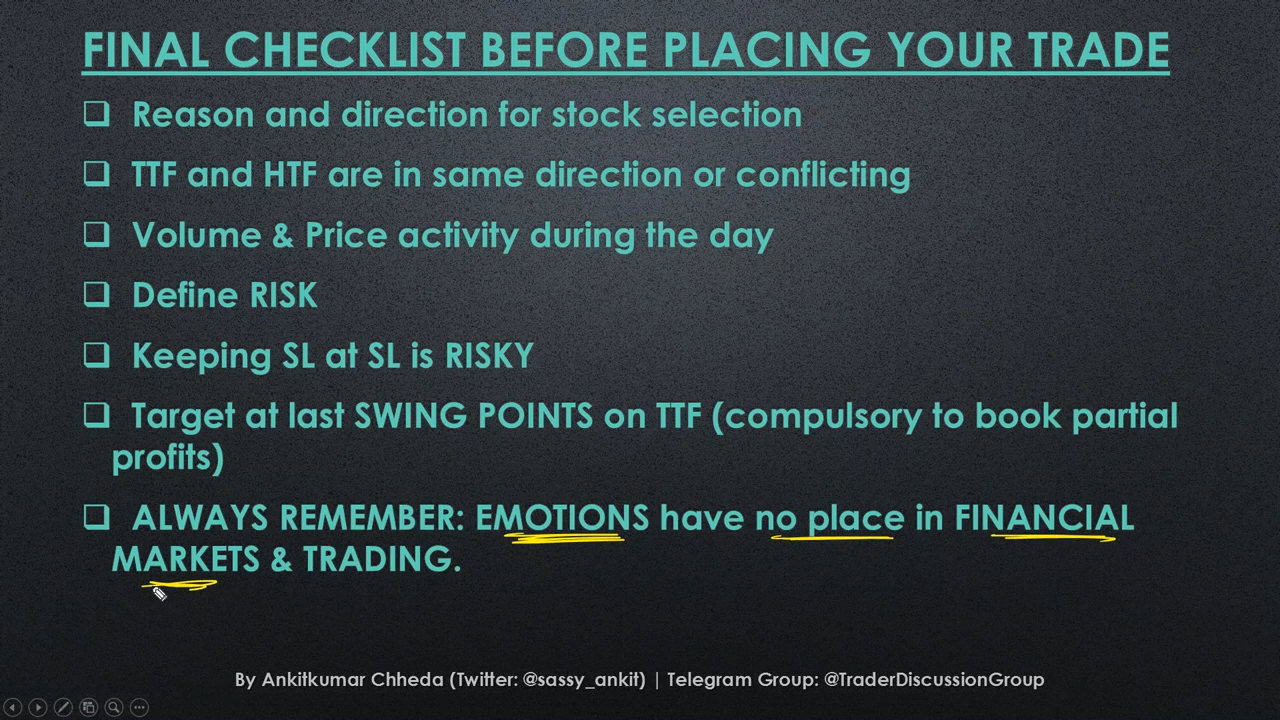 FINAL CHECKLIST BEFORE PLACING YOUR TRADE
❑ Reason and direction for stock selection
❑ TTF and HTF are in same direction or conflicting
❑ Volume & Price activity during the day
❑ Define RISK
❑ Keeping SL at SL is RISKY
❑ Target at last SWING POINTS on TTF (compulsory to book partial
profits)
❑ ALWAYS REMEMBER: EMOTIONS have no place in FINANCIAL
MARKETS & TRADING.
By Ankitkumar Chheda (Twitter: @sassy_ankit) | Telegram Group: @TraderDiscussionGroup